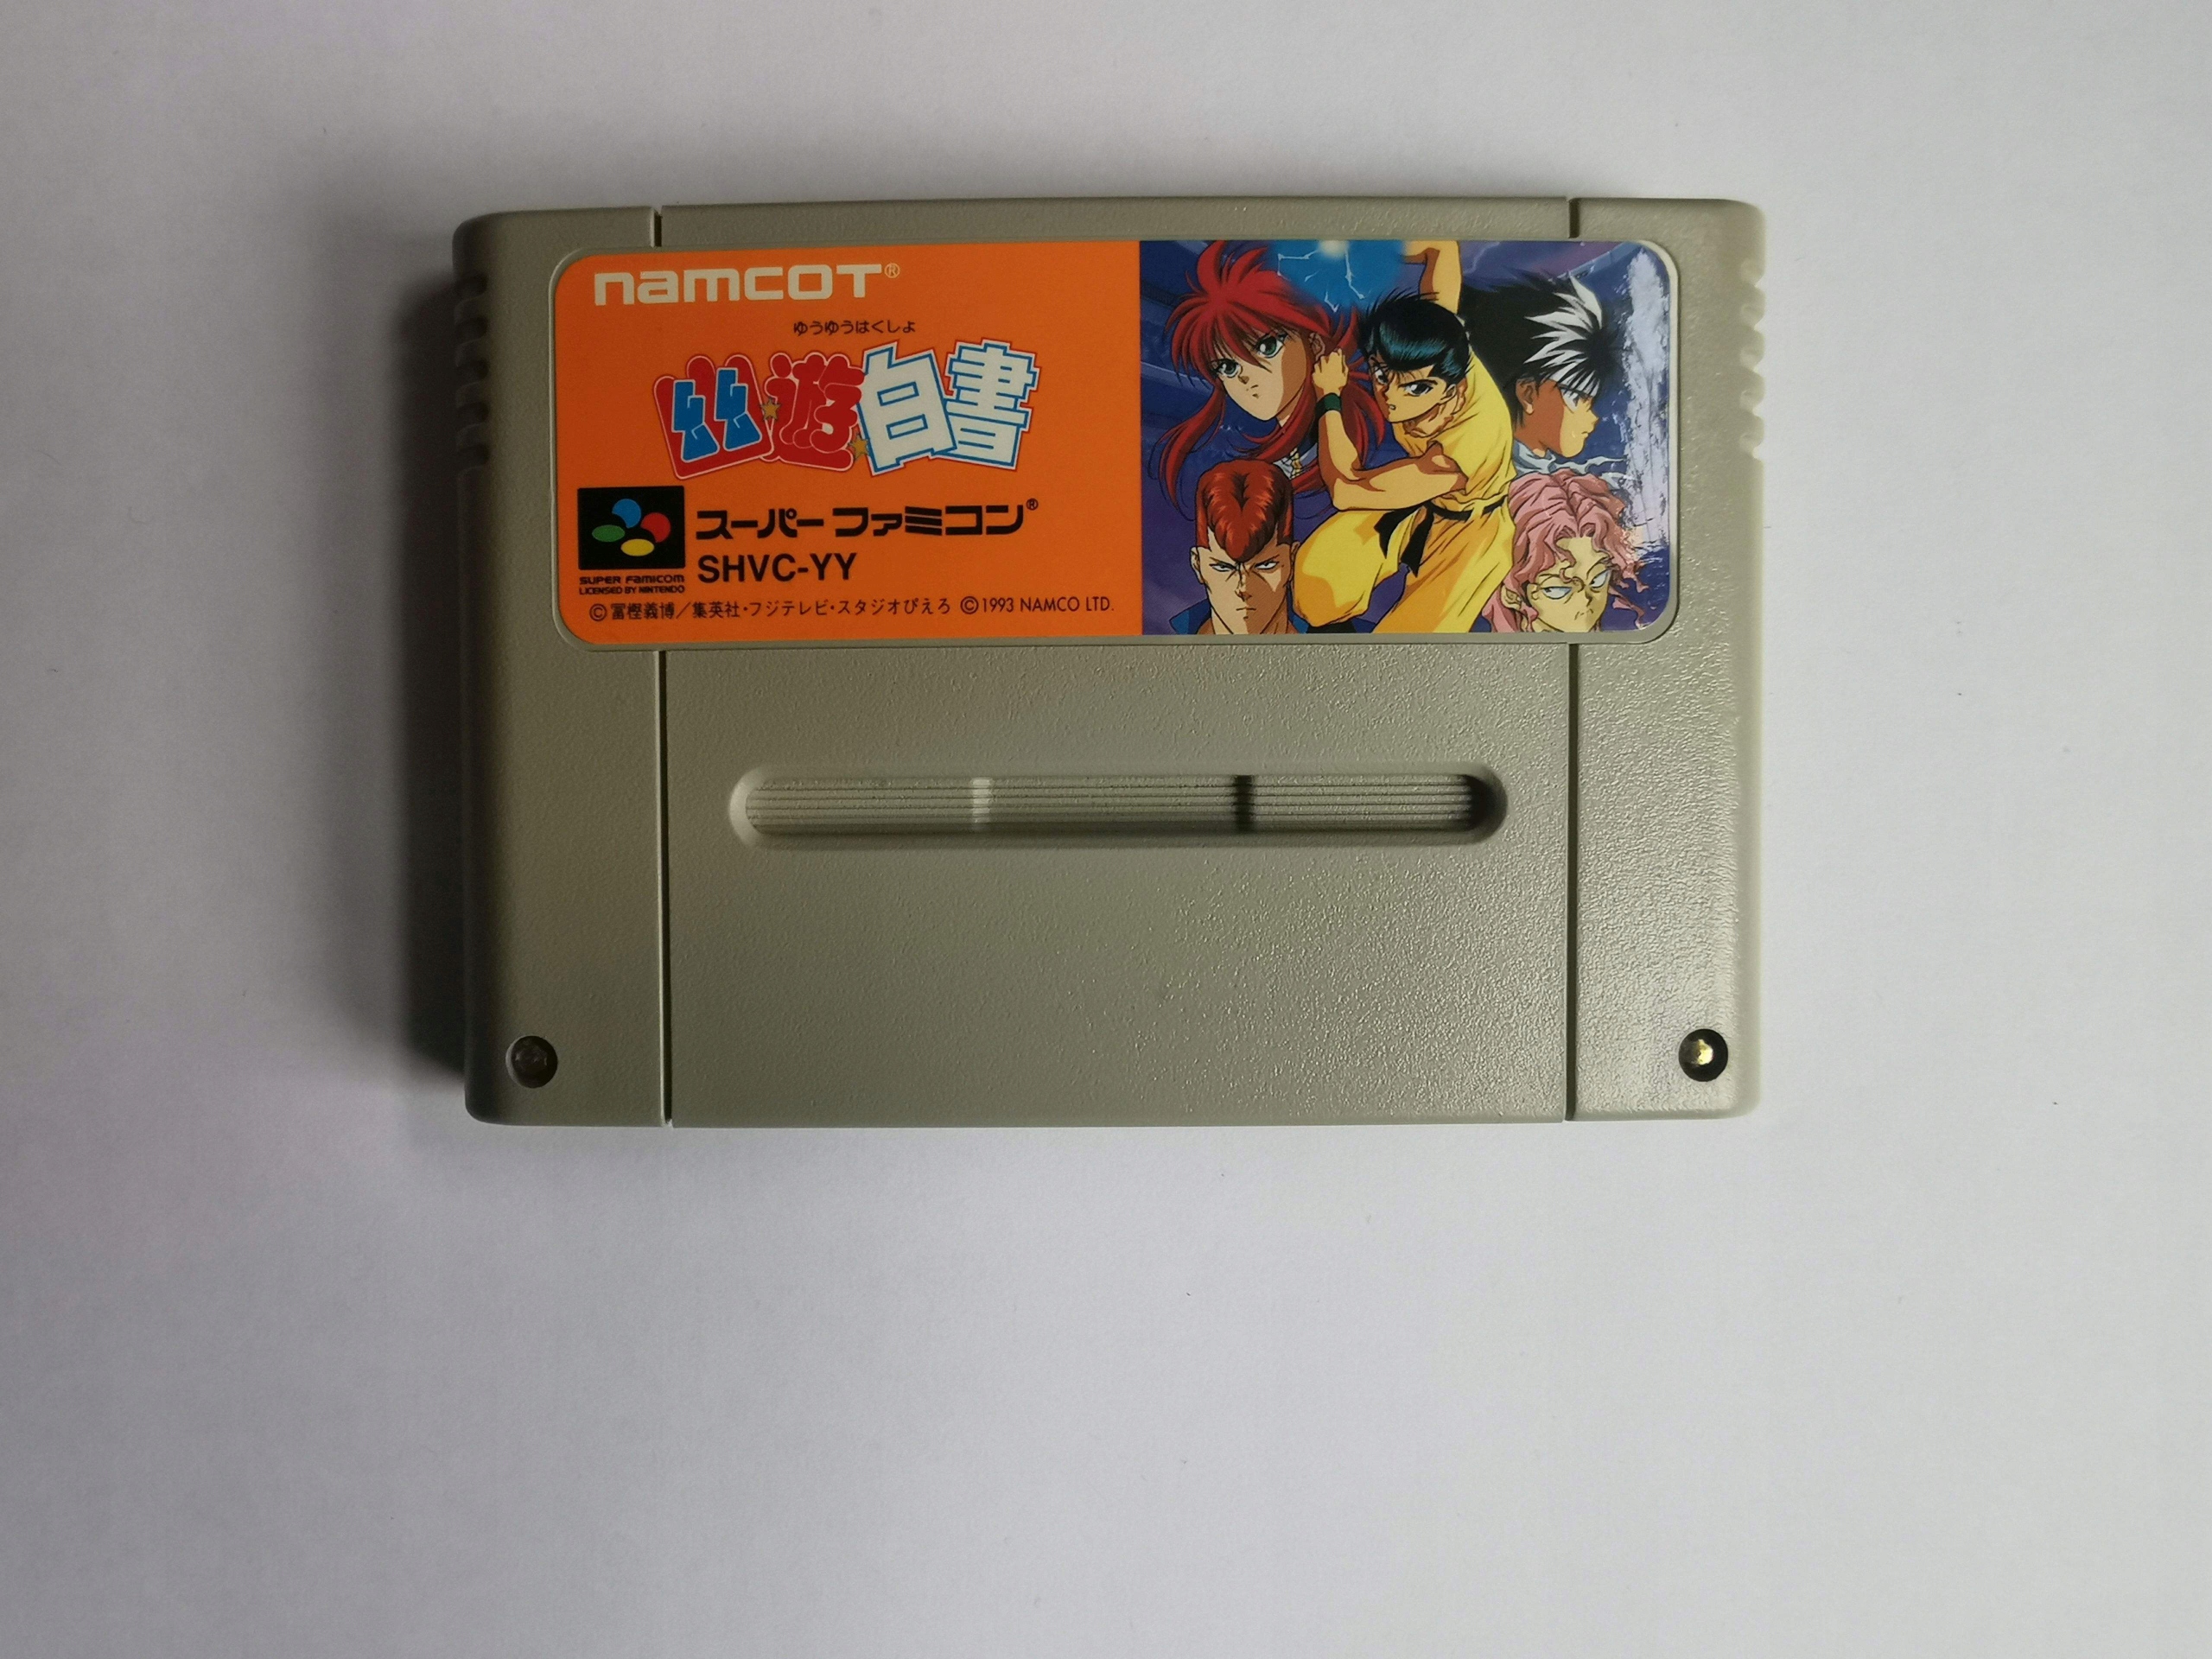 namcot®
ゆうゆうはくしょ
幽遊白書
スーパーファミコン®
SHVC-YY
SUPER FAMICOM
LICENSED BY NINTENDO
©冨樫義博／集英社・フジテレビ・スタジオぴえろ ©1993 NAMCO LTD.